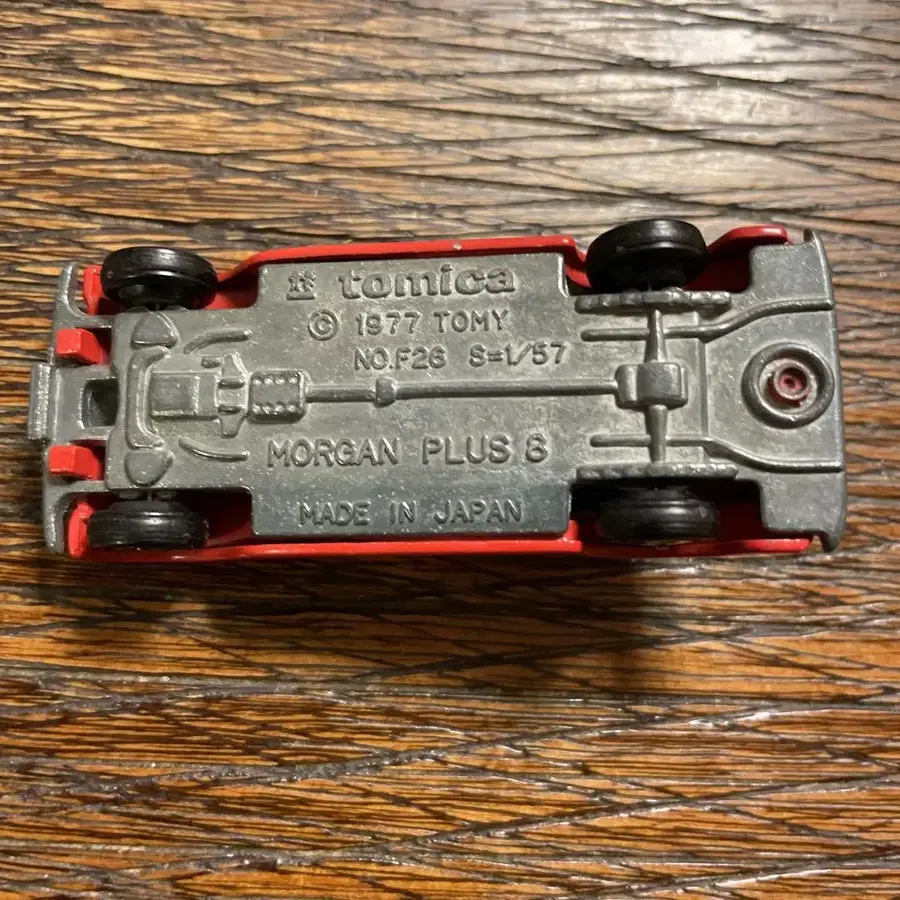 tomica
© 1977 TOMY
NO.F26 S=1/57
MORGAN PLUS 8
MADE IN JAPAN